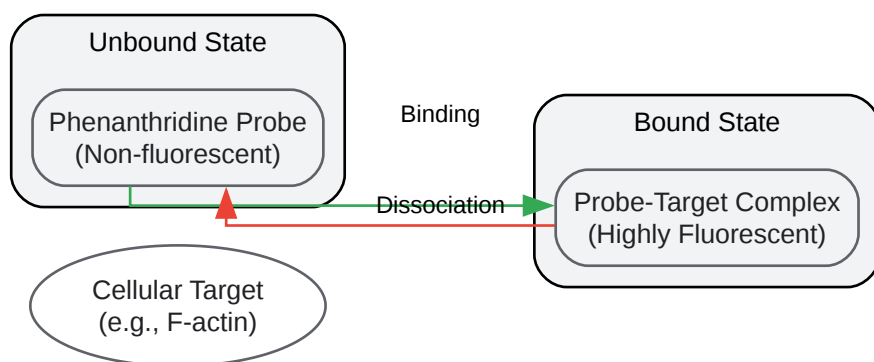 Unbound State
Phenanthridine Probe
(Non-fluorescent)
Binding
Bound State
Dissociation
Probe-Target Complex
(Highly Fluorescent)
Cellular Target
(e.g., F-actin)